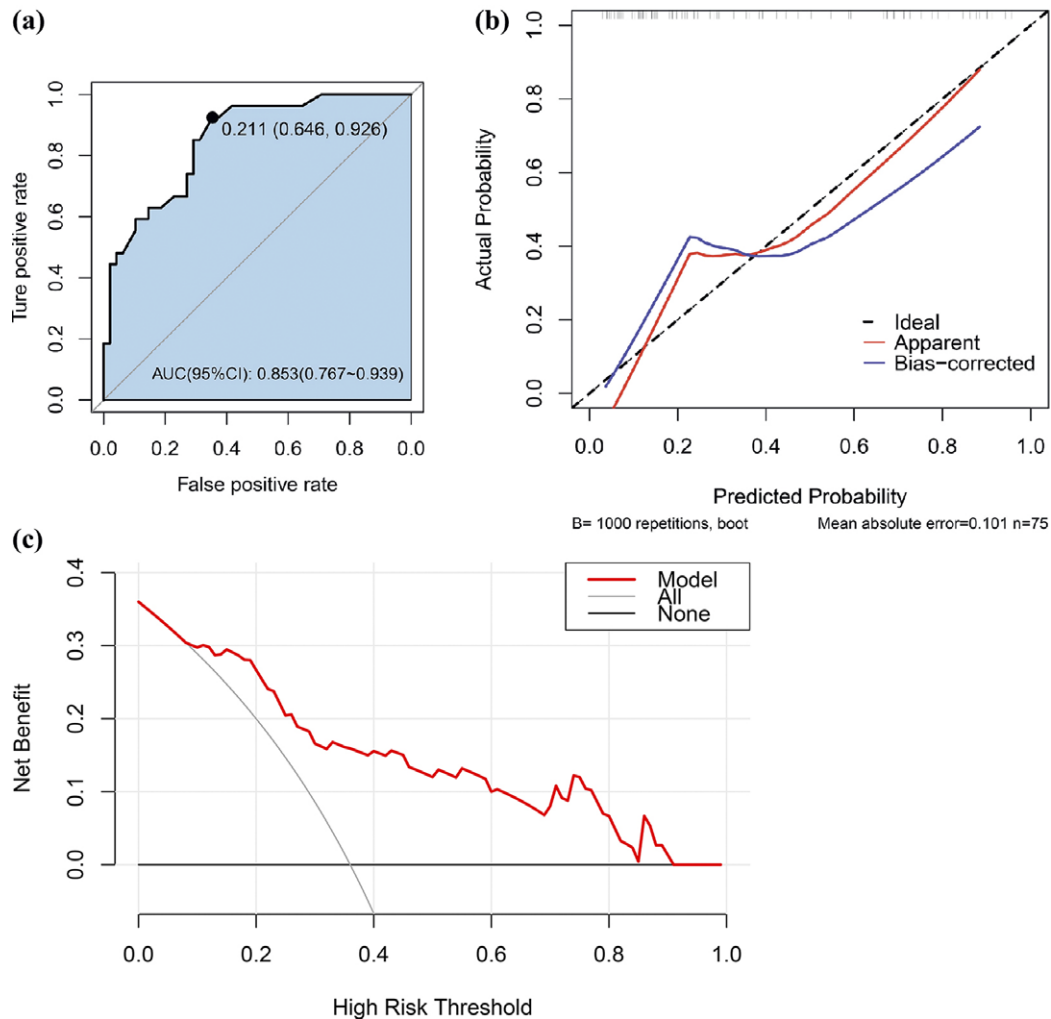 (a)
1.0
0.8
0.6
0.4
0.2
0.0
Ture positive rate
0.211 (0.646, 0.926)
AUC(95%CI): 0.853(0.767~0.939)
0.0 0.2 0.4 0.6 0.8 0.0
False positive rate
(b)
1.0
0.8
0.6
0.4
0.2
0.0
Actual Probability
Ideal
Apparent
Bias−corrected
0.0 0.2 0.4 0.6 0.8 1.0
Predicted Probability
B= 1000 repetitions, boot Mean absolute error=0.101 n=75
(c)
0.4
0.3
0.2
0.1
0.0
Net Benefit
Model
All
None
0.0 0.2 0.4 0.6 0.8 1.0
High Risk Threshold